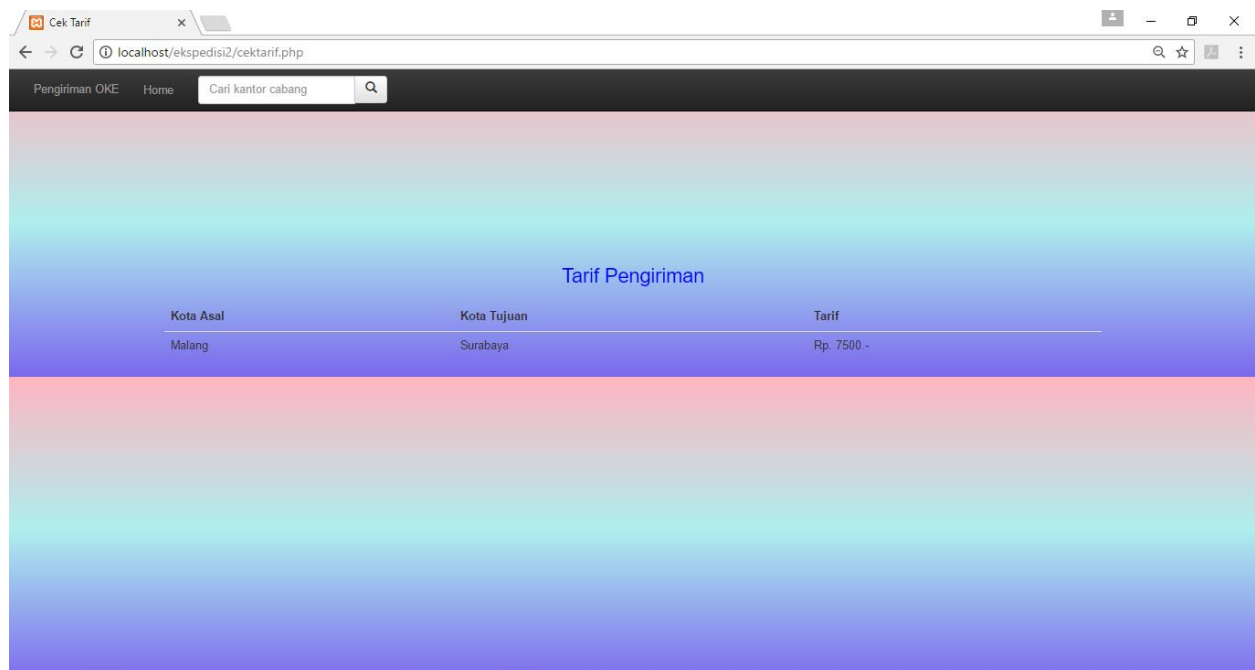 Cek Tarif
localhost/ekspedisi2/cektarif.php
Pengiriman OKE Home Cari kantor cabang
Tarif Pengiriman
Kota Asal Kota Tujuan Tarif
Malang Surabaya Rp. 7500.-